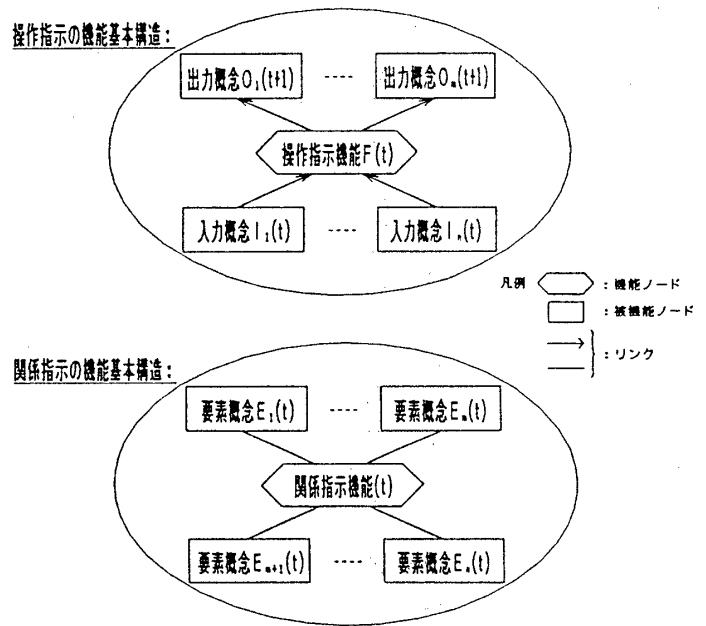 操作指示の機能基本構造:
出力概念O₁(t+1) ---- 出力概念Oₘ(t+1)
操作指示機能F(t)
入力概念I₁(t) ---- 入力概念Iₙ(t)
凡例 :機能ノード
:被機能ノード
:リンク
関係指示の機能基本構造:
要素概念E₁(t) ---- 要素概念Eₘ(t)
関係指示機能(t)
要素概念Eₘ₊₁(t) ---- 要素概念Eₙ(t)